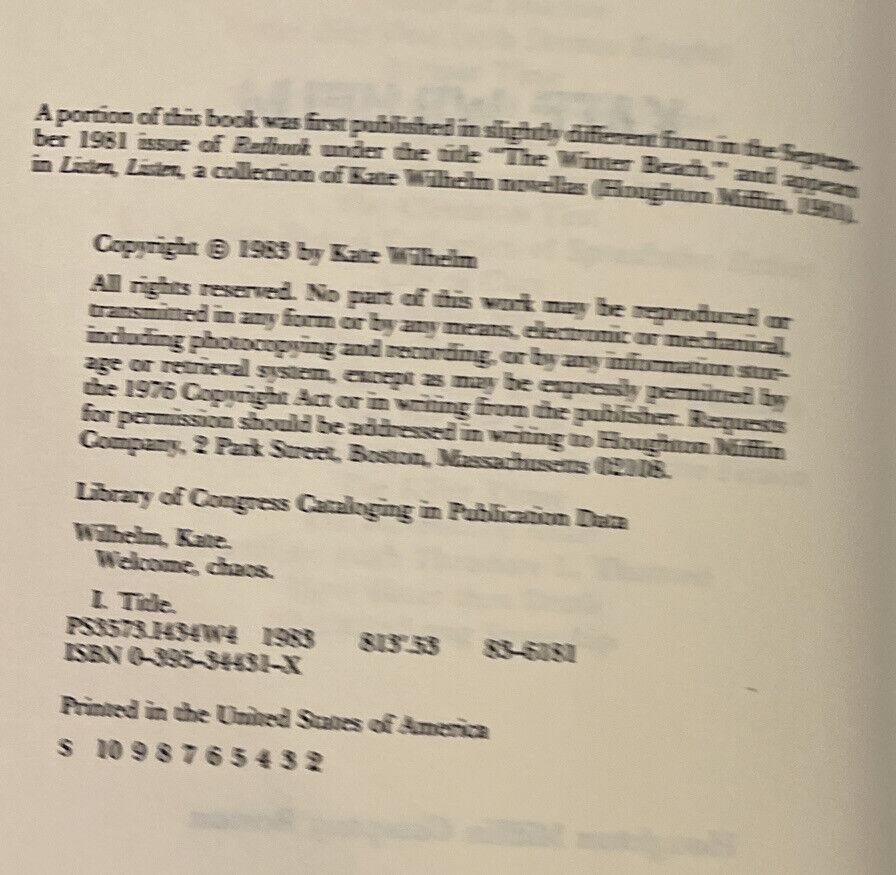 A portion of this book was first published in slightly different form in the Septem-
ber 1981 issue of Redbook under the title "The Winter Beach," and appears
in Listen, Listen, a collection of Kate Wilhelm novellas (Houghton Mifflin, 1981).
Copyright © 1983 by Kate Wilhelm
All rights reserved. No part of this work may be reproduced or
transmitted in any form or by any means, electronic or mechanical,
including photocopying and recording, or by any information stor-
age or retrieval system, except as may be expressly permitted by
the 1976 Copyright Act or in writing from the publisher. Requests
for permission should be addressed in writing to Houghton Mifflin
Company, 2 Park Street, Boston, Massachusetts 02108.
Library of Congress Cataloging in Publication Data
Wilhelm, Kate.
Welcome, chaos.
I. Title.
PS3573.I434W4 1983 813'.53 83-6181
ISBN 0-395-34431-X
Printed in the United States of America
S 10 9 8 7 6 5 4 3 2